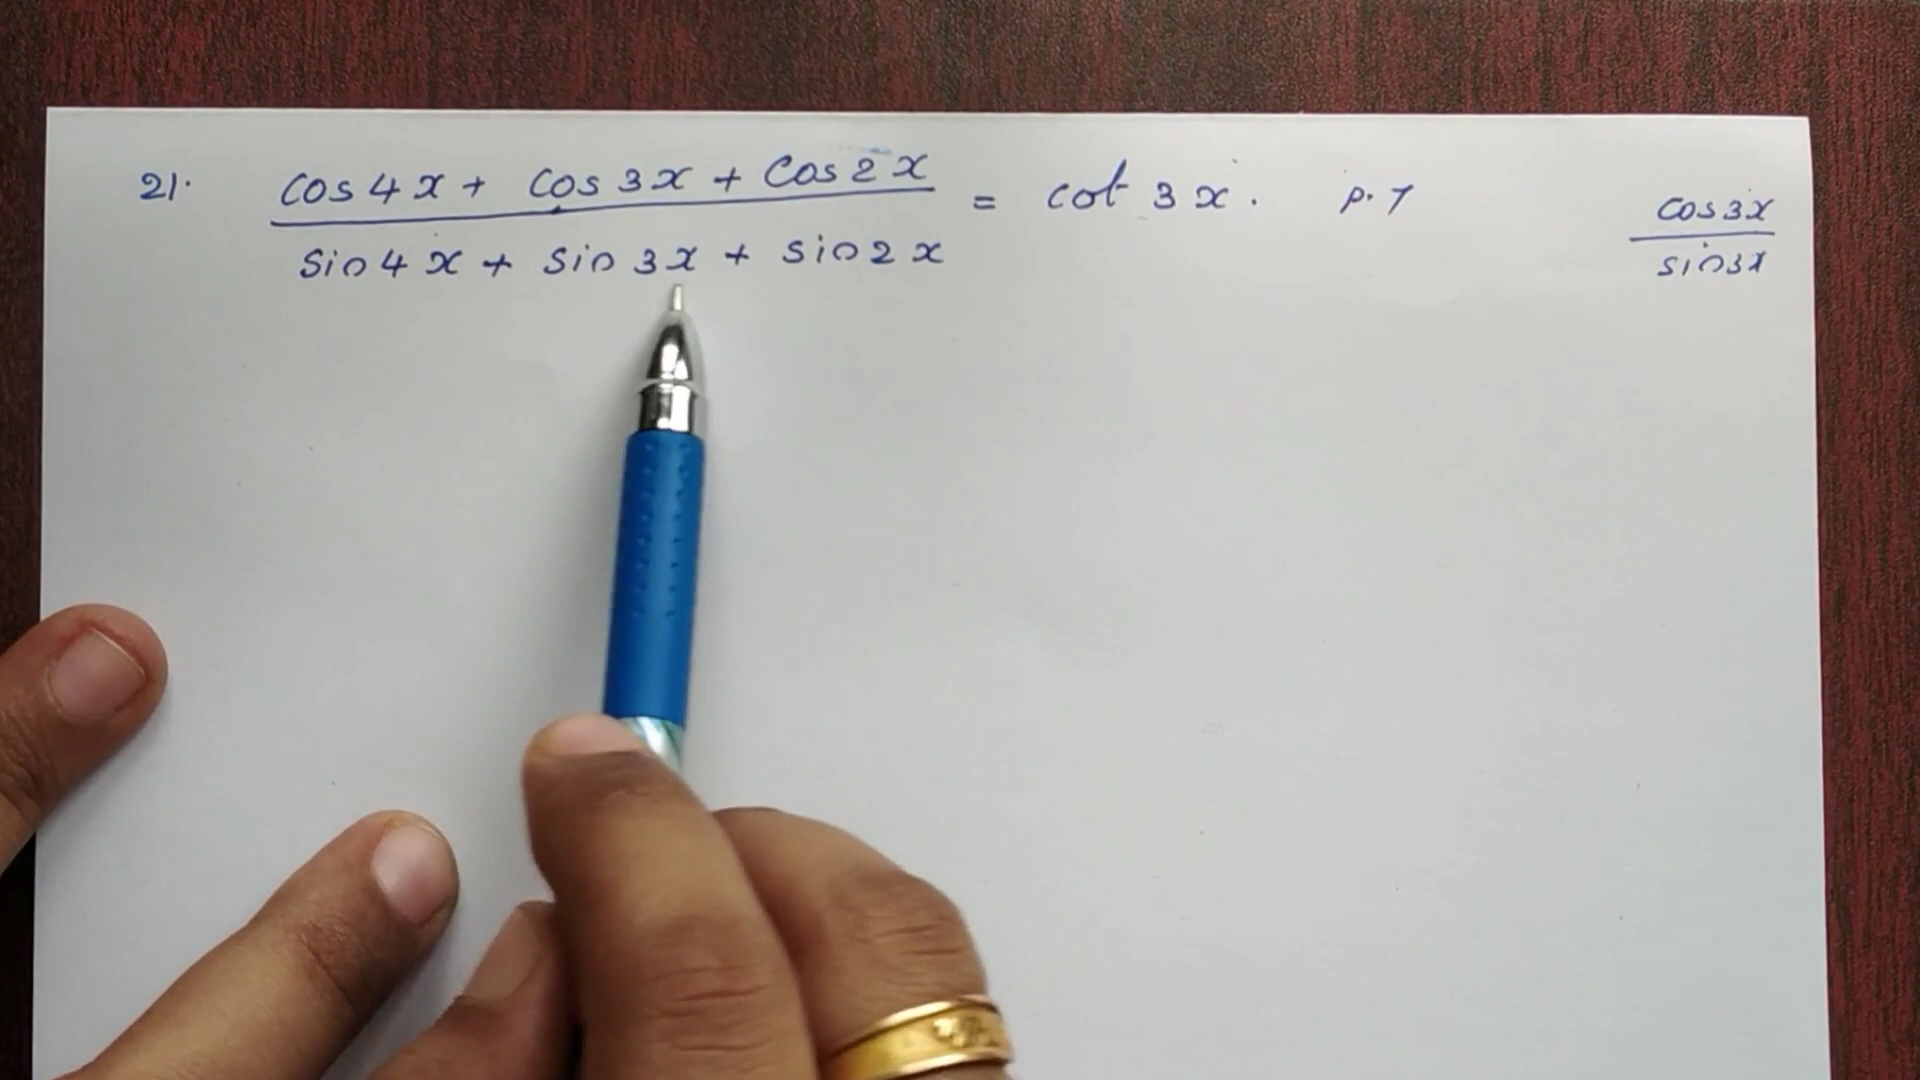 21. cos 4x + cos 3x + cos 2x = cot 3x. P.T
sin 4x + sin 3x + sin 2x
cos 3x
sin 3x